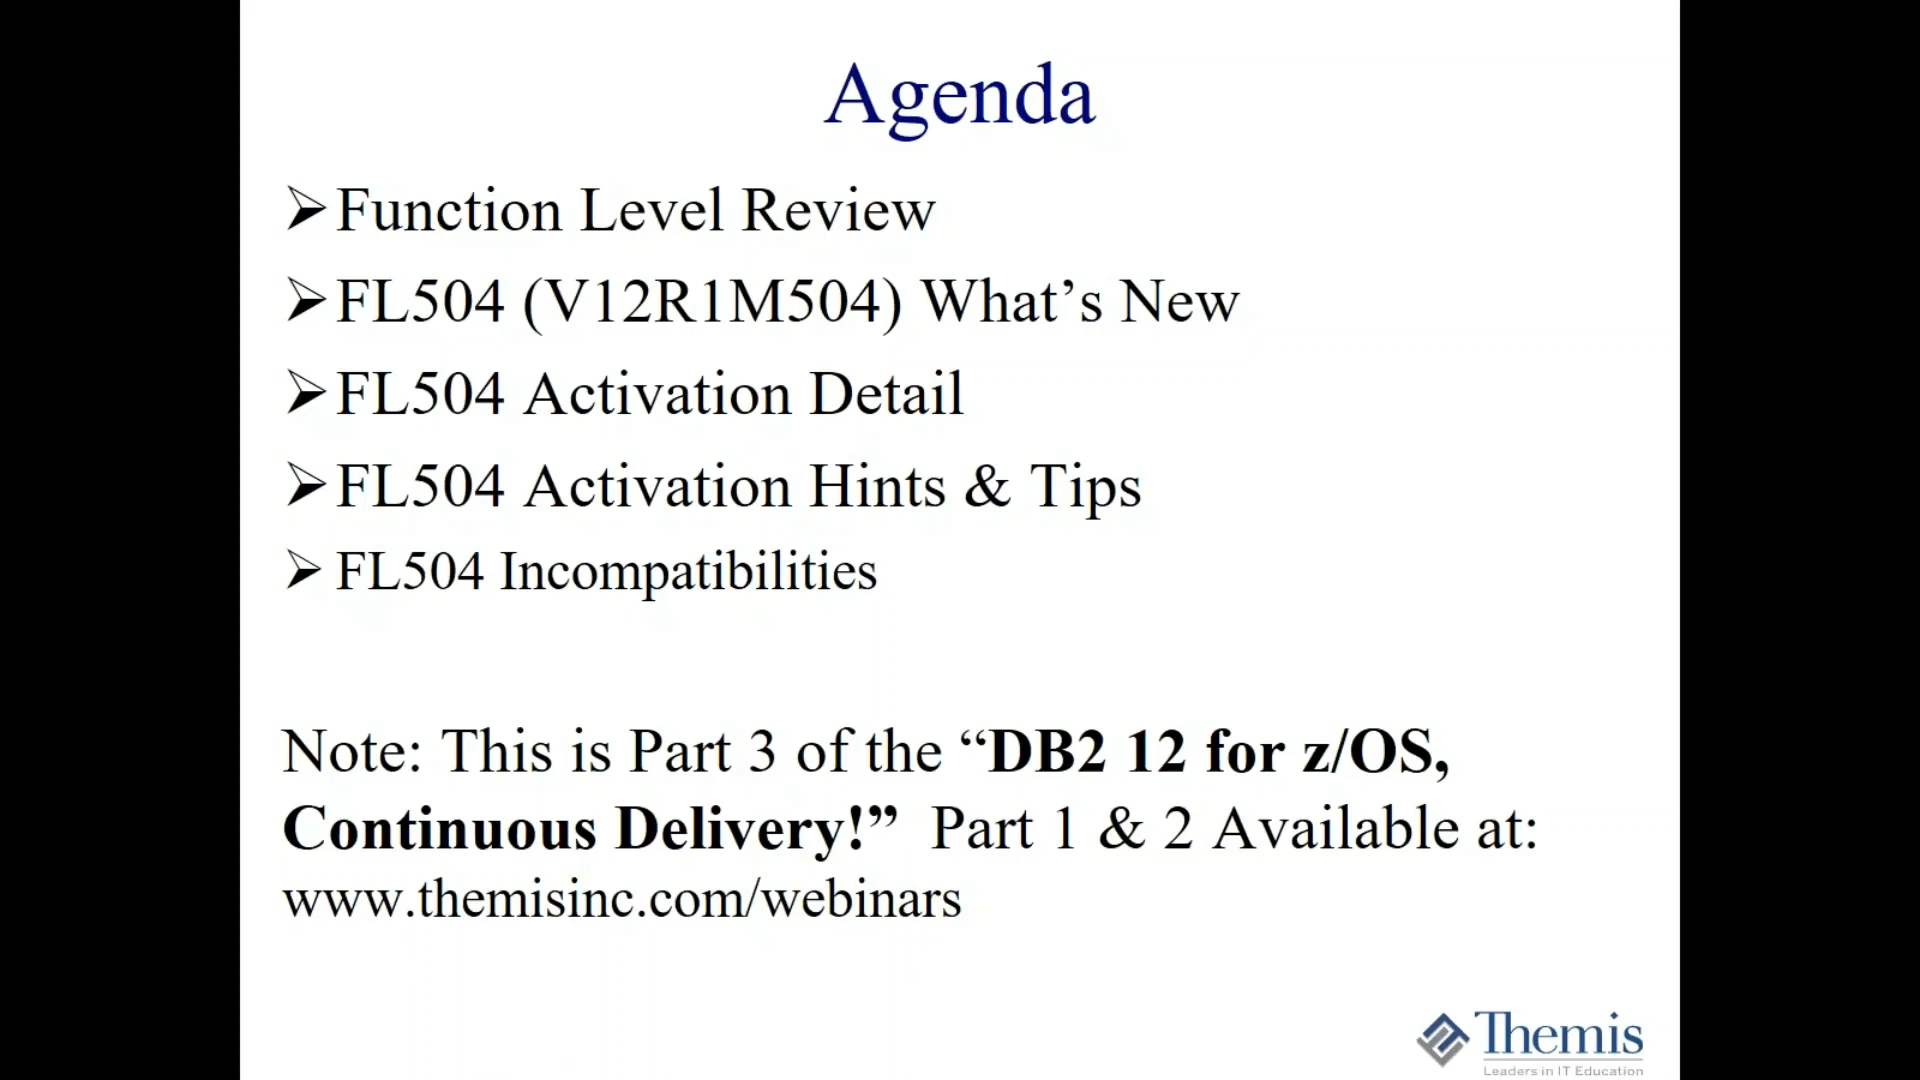 Agenda
Function Level Review
FL504 (V12R1M504) What’s New
FL504 Activation Detail
FL504 Activation Hints & Tips
FL504 Incompatibilities
Note: This is Part 3 of the “DB2 12 for z/OS,
Continuous Delivery!” Part 1 & 2 Available at:
www.themisinc.com/webinars
Themis
Leaders in IT Education